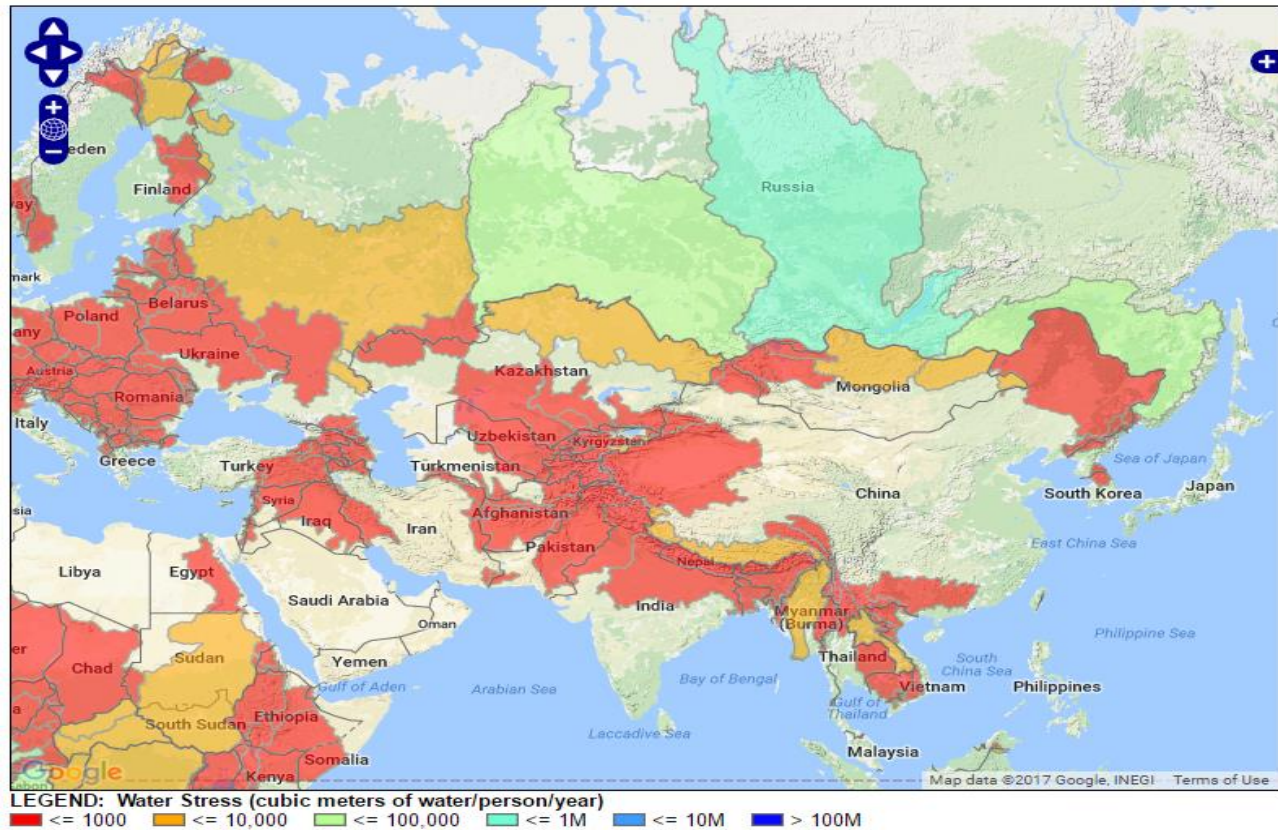 Russia
eden
Finland
way
mark
Belarus
Poland
any
Ukraine
Austria
Kazakhstan
Mongolia
Romania
Italy
Uzbekistan
Kyrgyzstan
Greece
Turkey
Turkmenistan
Sea of Japan
Syria
China
South Korea
Japan
Afghanistan
Iraq
Iran
Pakistan
East China Sea
Nepal
Libya
Egypt
Saudi Arabia
India
Myanmar
(Burma)
Oman
Philippine Sea
Sudan
Yemen
Thailand
South
China Sea
Chad
er
Gulf of Aden
Arabian Sea
Bay of Bengal
Vietnam
Philippines
Gulf of
Thailand
South Sudan
Ethiopia
Laccadive Sea
Somalia
Malaysia
Google
Kenya
Map data ©2017 Google, INEGI Terms of Use
LEGEND: Water Stress (cubic meters of water/person/year)
<= 1000 <= 10,000 <= 100,000 <= 1M <= 10M > 100M